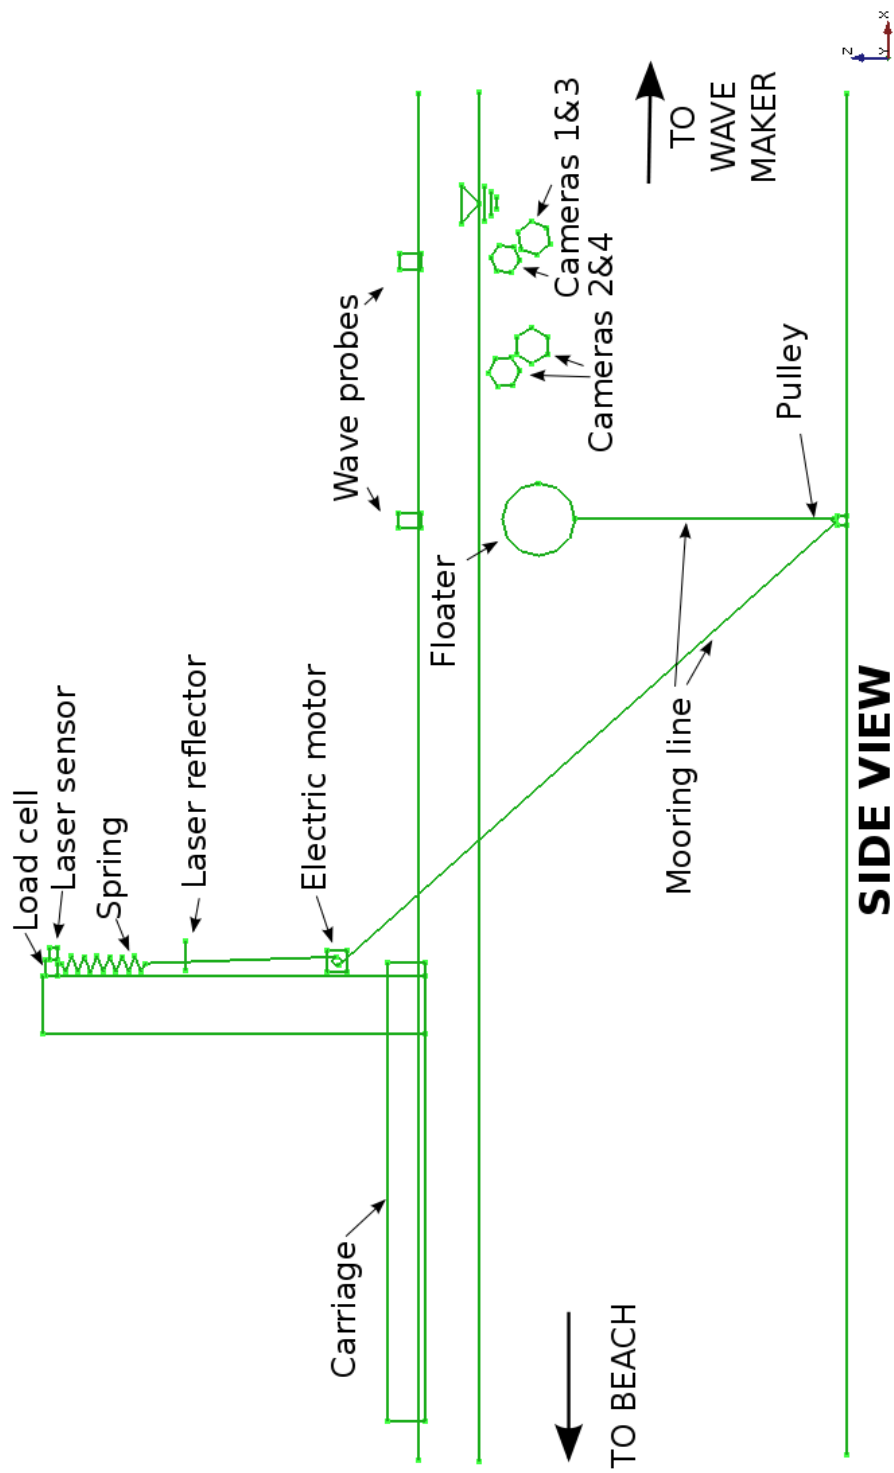 Load cell
Laser sensor
Spring
Laser reflector
Electric motor
Wave probes
Carriage
Floater
Cameras 1&3
Cameras 2&4
TO
WAVE
MAKER
TO BEACH
Mooring line
Pulley
SIDE VIEW
Z
Y
X